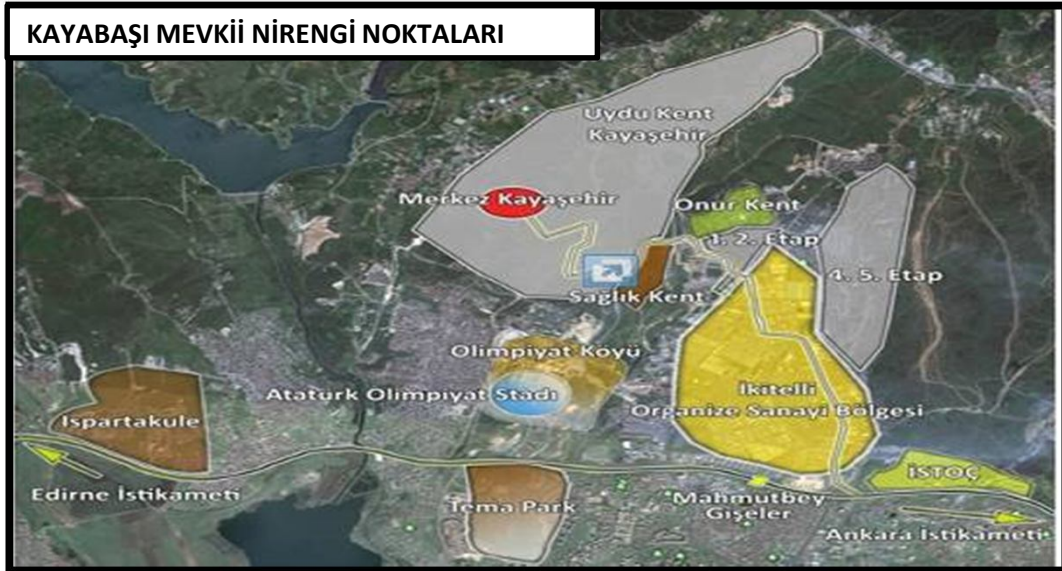 KAYABAŞI MEVKİİ NİRENGİ NOKTALARI
Uydu Kent
Kayaşehir
Merkez Kayaşehir
Onur Kent
1. 2. Etap
4. 5. Etap
Sağlık Kent
Olimpiyat Köyü
Atatürk Olimpiyat Stadı
İkitelli
Organize Sanayi Bölgesi
Ispartakule
İSTOÇ
Edirne İstikameti
Tema Park
Mahmutbey
Gişeler
Ankara İstikameti